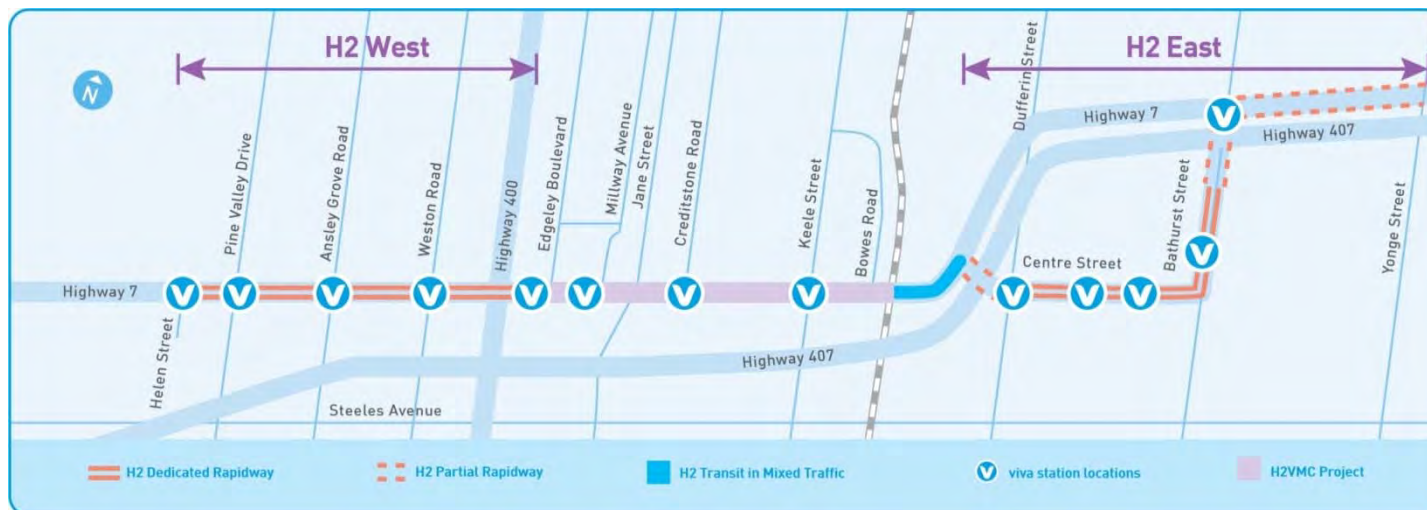 H2 West
H2 East
N
Pine Valley Drive
Ansley Grove Road
Weston Road
Highway 400
Edgeley Boulevard
Millway Avenue
Jane Street
Creditstone Road
Keele Street
Bowes Road
Dufferin Street
Highway 7
Highway 407
Bathurst Street
Yonge Street
Centre Street
Highway 7
Helen Street
Highway 407
Steeles Avenue
V
V
V
V
V
V
V
V
V
V
V
V
V
H2 Dedicated Rapidway
H2 Partial Rapidway
H2 Transit in Mixed Traffic
V viva station locations
H2VMC Project